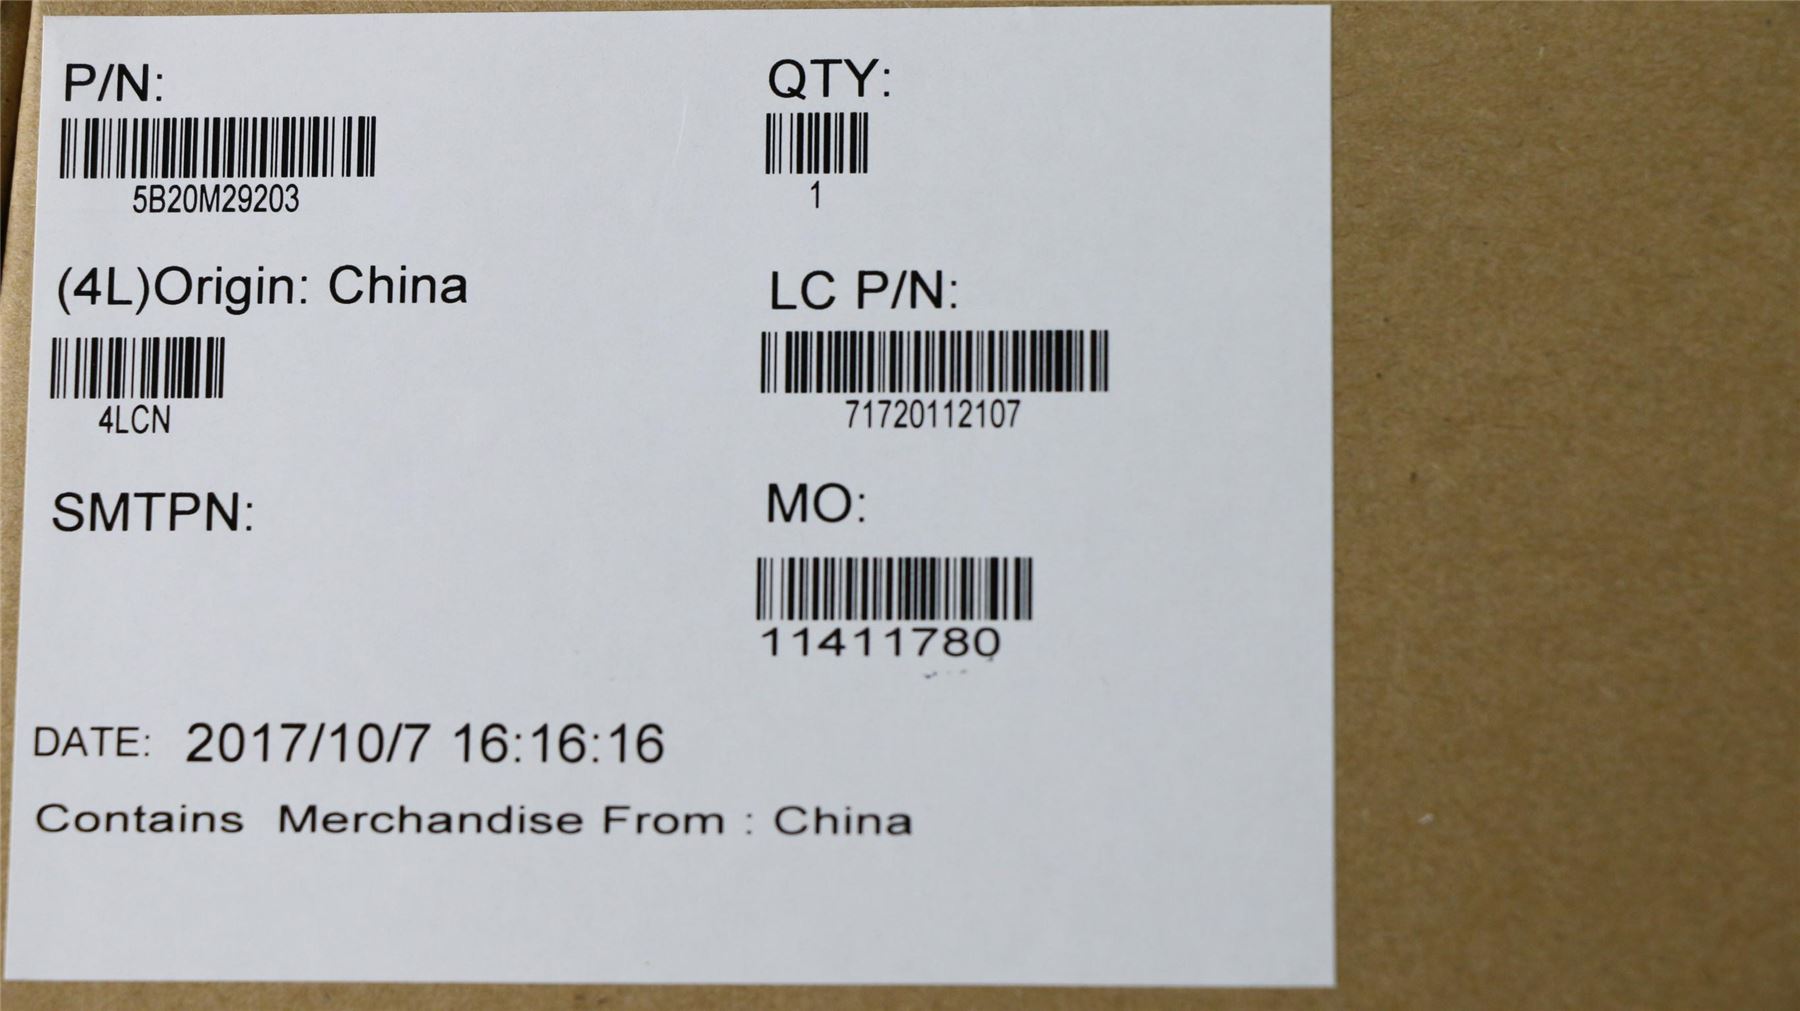 P/N:
5B20M29203
QTY:
1
(4L)Origin: China
4LCN
LC P/N:
71720112107
SMTPN:
MO:
11411780
DATE: 2017/10/7 16:16:16
Contains Merchandise From : China